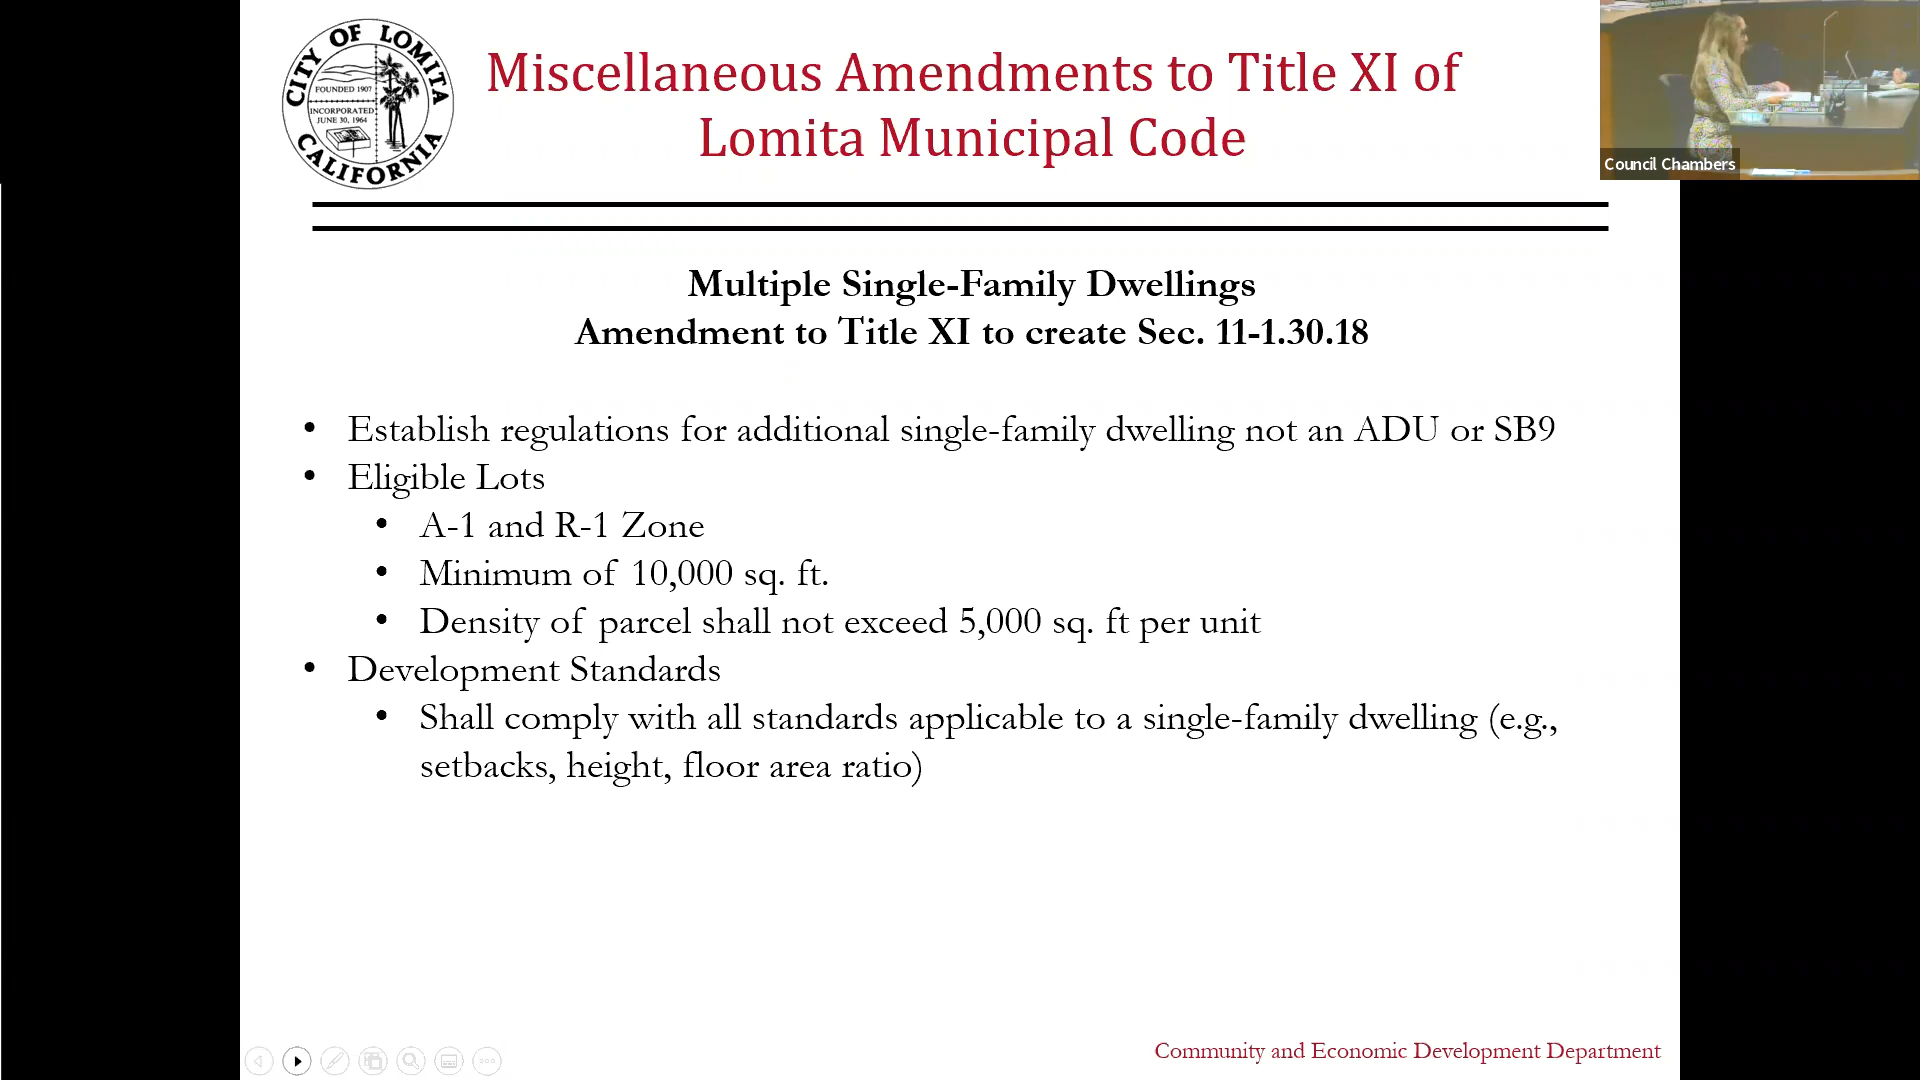 CITY OF LOMITA
FOUNDED 1907
INCORPORATED
JUNE 30, 1964
CALIFORNIA
Miscellaneous Amendments to Title XI of
Lomita Municipal Code
Council Chambers
Multiple Single-Family Dwellings
Amendment to Title XI to create Sec. 11-1.30.18
• Establish regulations for additional single-family dwelling not an ADU or SB9
• Eligible Lots
• A-1 and R-1 Zone
• Minimum of 10,000 sq. ft.
• Density of parcel shall not exceed 5,000 sq. ft per unit
• Development Standards
• Shall comply with all standards applicable to a single-family dwelling (e.g.,
setbacks, height, floor area ratio)
Community and Economic Development Department